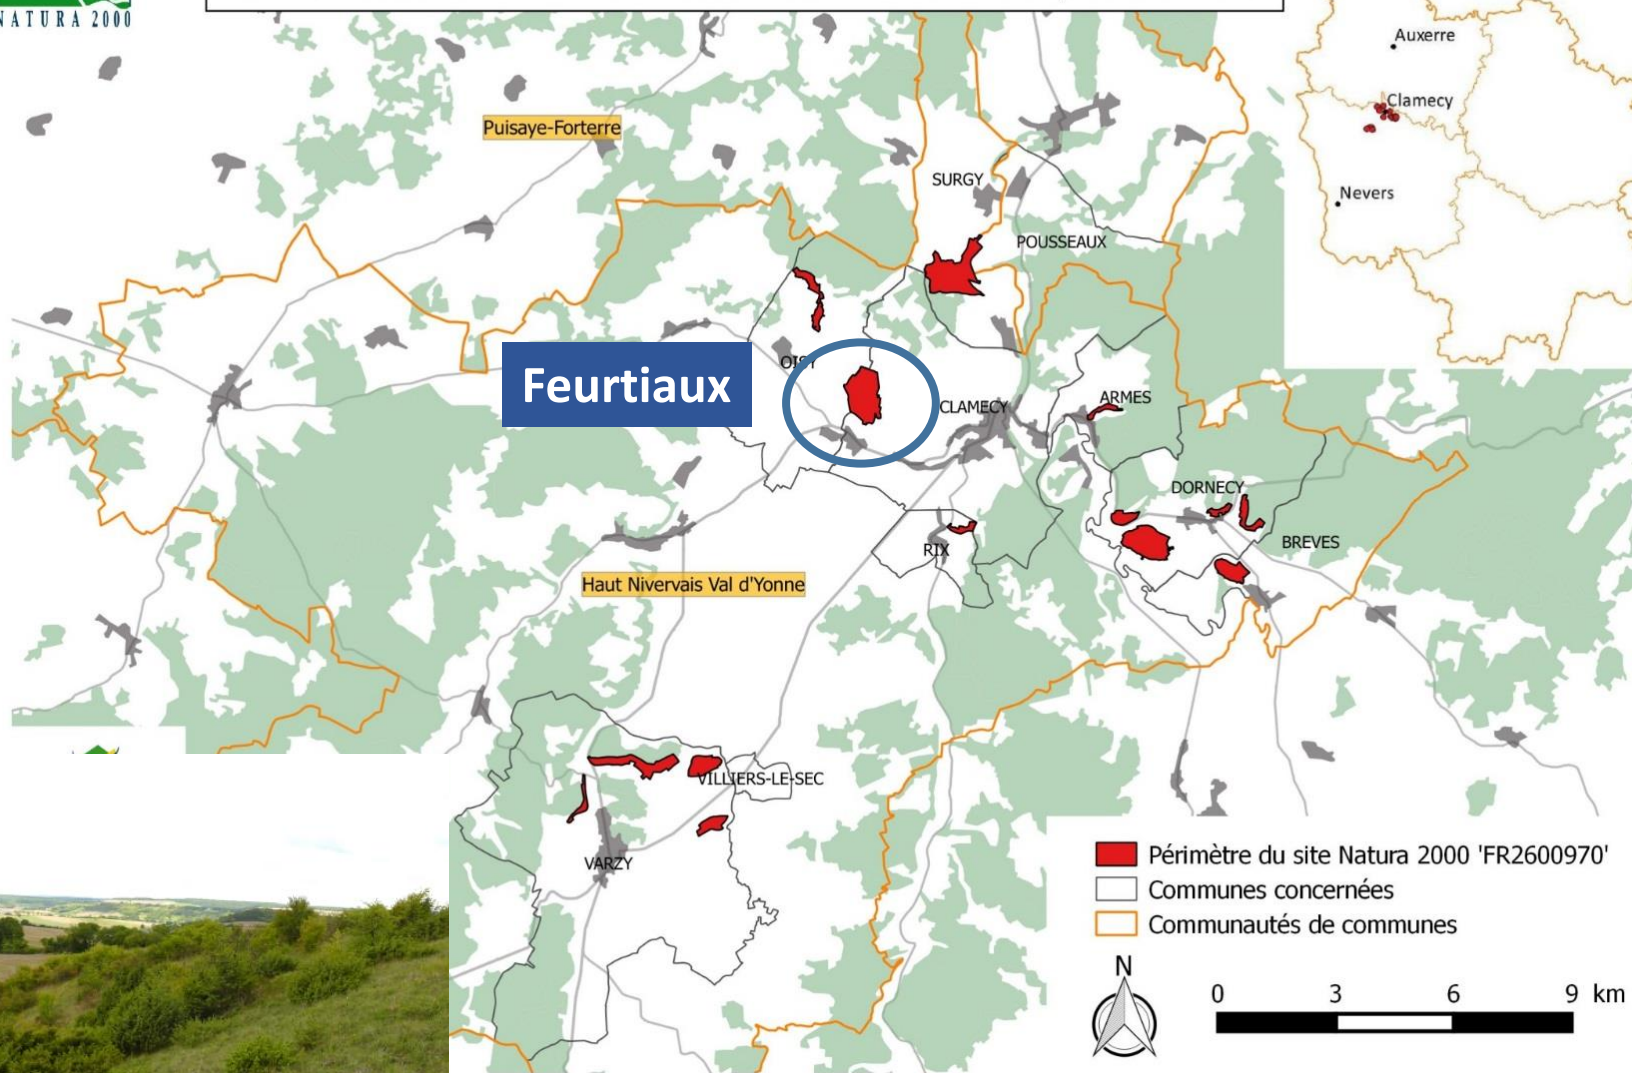 NATURA 2000
Auxerre
Clamecy
Nevers
Puisaye-Forterre
SURGY
POUSSEAUX
OISY
Feurtiaux
CLAMECY
ARMES
DORNECY
BREVES
RIX
Haut Nivervais Val d'Yonne
VILLIERS-LE-SEC
VARZY
Périmètre du site Natura 2000 'FR2600970'
Communes concernées
Communautés de communes
N
0 3 6 9 km